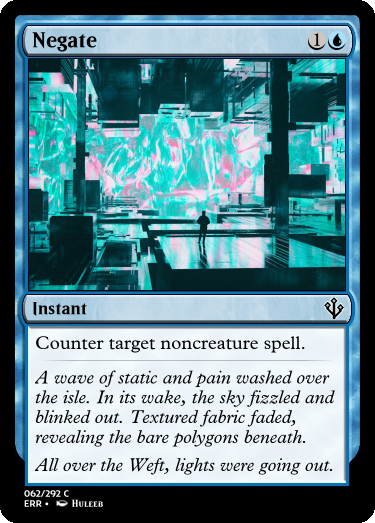 Negate 1
Instant
Counter target noncreature spell.
A wave of static and pain washed over
the isle. In its wake, the sky fizzled and
blinked out. Textured fabric faded,
revealing the bare polygons beneath.
All over the Weft, lights were going out.
062/292 C
ERR • Huleeb